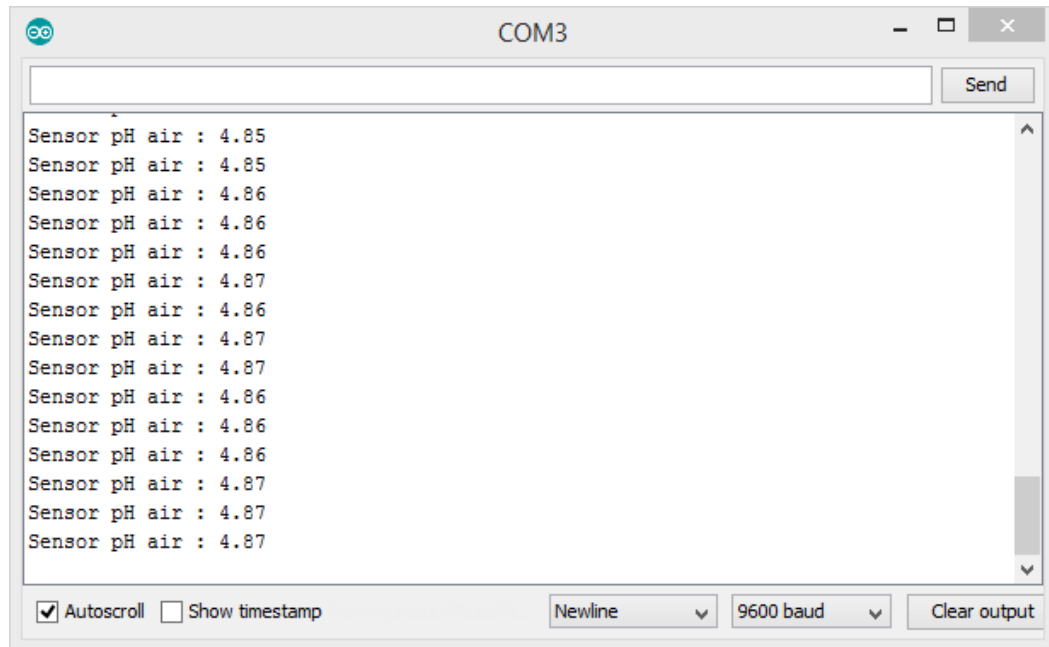 COM3
Send
Sensor pH air : 4.85
Sensor pH air : 4.85
Sensor pH air : 4.86
Sensor pH air : 4.86
Sensor pH air : 4.86
Sensor pH air : 4.87
Sensor pH air : 4.86
Sensor pH air : 4.87
Sensor pH air : 4.87
Sensor pH air : 4.86
Sensor pH air : 4.86
Sensor pH air : 4.86
Sensor pH air : 4.87
Sensor pH air : 4.87
Sensor pH air : 4.87
Autoscroll Show timestamp Newline 9600 baud Clear output